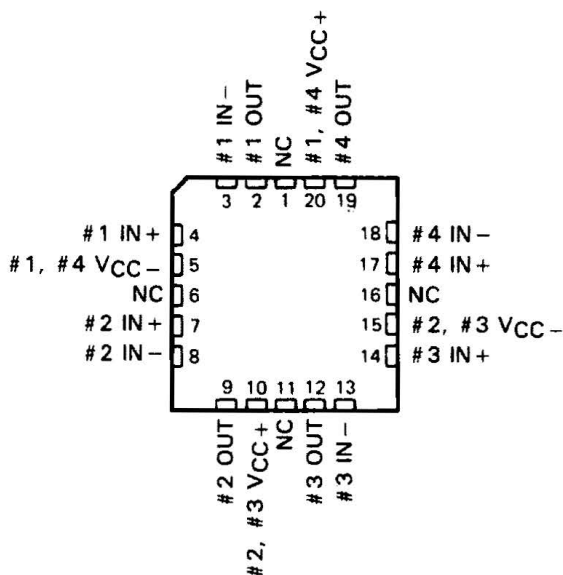 #1 IN−
#1 OUT
NC
#1, #4 VCC+
#4 OUT
3 2 1 20 19
#1 IN+ 4
#1, #4 VCC− 5
NC 6
#2 IN+ 7
#2 IN− 8
18 #4 IN−
17 #4 IN+
16 NC
15 #2, #3 VCC−
14 #3 IN+
9 10 11 12 13
#2 OUT
#2, #3 VCC+
NC
#3 OUT
#3 IN−